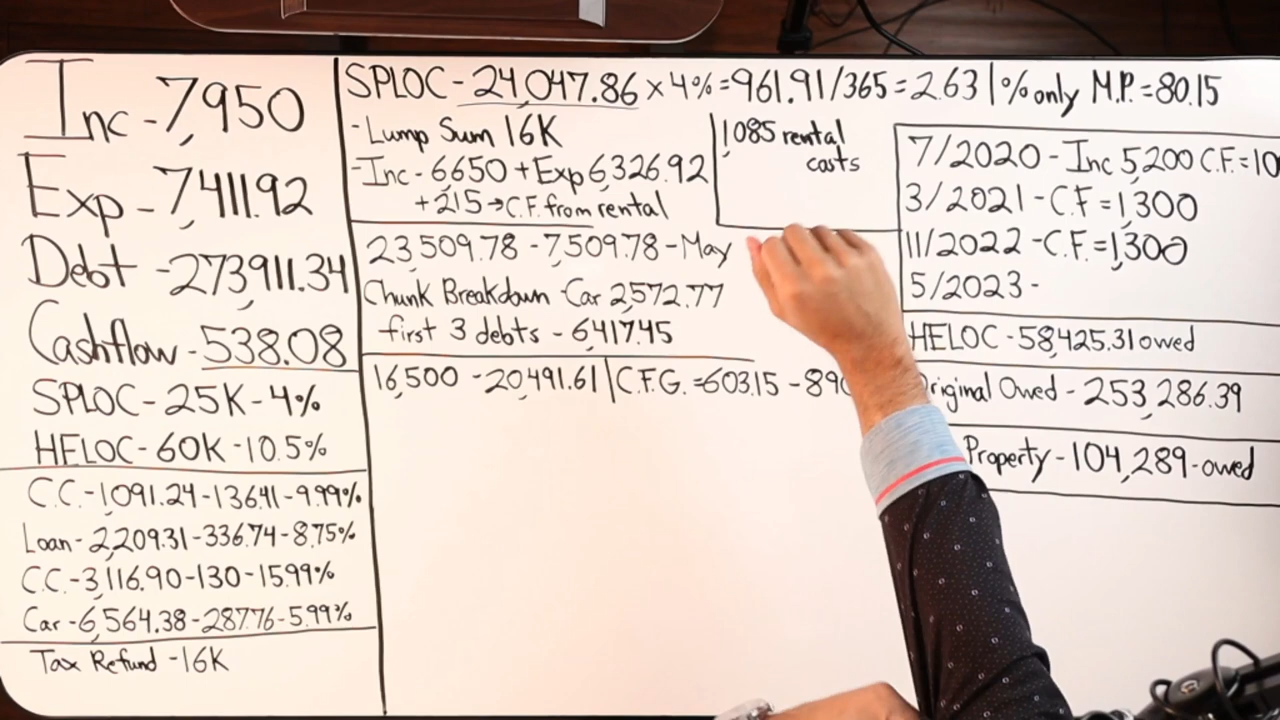 Inc - 7,950
Exp - 7,411.92
Debt - 273,911.34
Cashflow - 538.08
SPLOC - 25K - 4%
HELOC - 60K - 10.5%
C.C. - 1,091.24 - 136.41 - 9.99%
Loan - 2,209.31 - 336.74 - 8.75%
C.C. - 3,116.90 - 130 - 15.99%
Car - 6,564.38 - 287.76 - 5.99%
Tax Refund - 16K
SPLOC - 24,047.86 x 4% = 961.91/365 = 2.63 | % only M.P. = 80.15
- Lump Sum 16K
- Inc - 6650 + Exp 6,326.92
+ 215 → C.F. from rental
1,085 rental
costs
23,509.78 - 7,509.78 - May
Chunk Breakdown - Car 2,572.77
first 3 debts - 6,417.45
16,500 - 20,491.61 | C.F.G. = 603.15 - 89
7/2020 - Inc 5,200 C.F. = 10
3/2021 - C.F = 1,300
11/2022 - C.F. = 1,300
5/2023 -
HELOC - 58,425.31 owed
Original Owed - 253,286.39
Property - 104,289 - owed